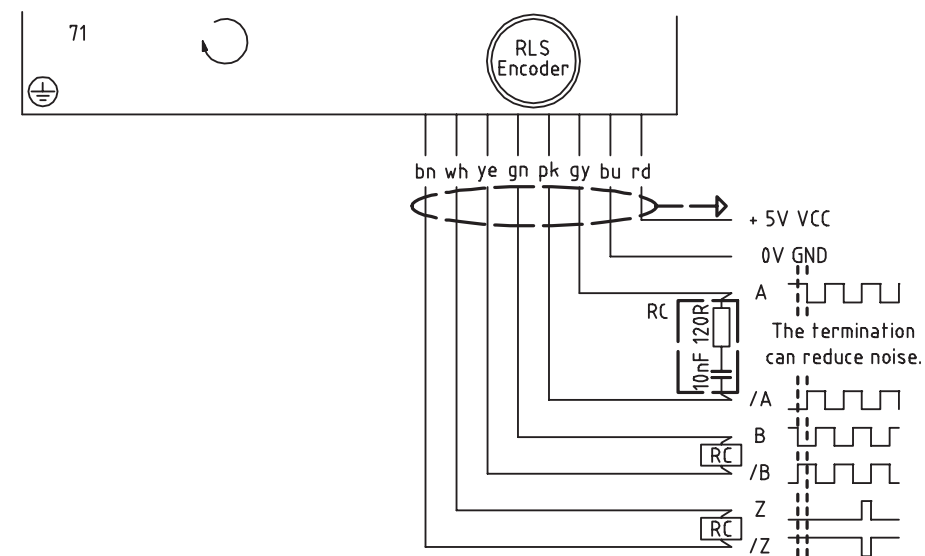 71
RLS
Encoder
bn wh ye gn pk gy bu rd
+ 5V VCC
0V GND
A
RC
120R
10nF
The termination
can reduce noise.
/A
B
RC
/B
Z
RC
/Z